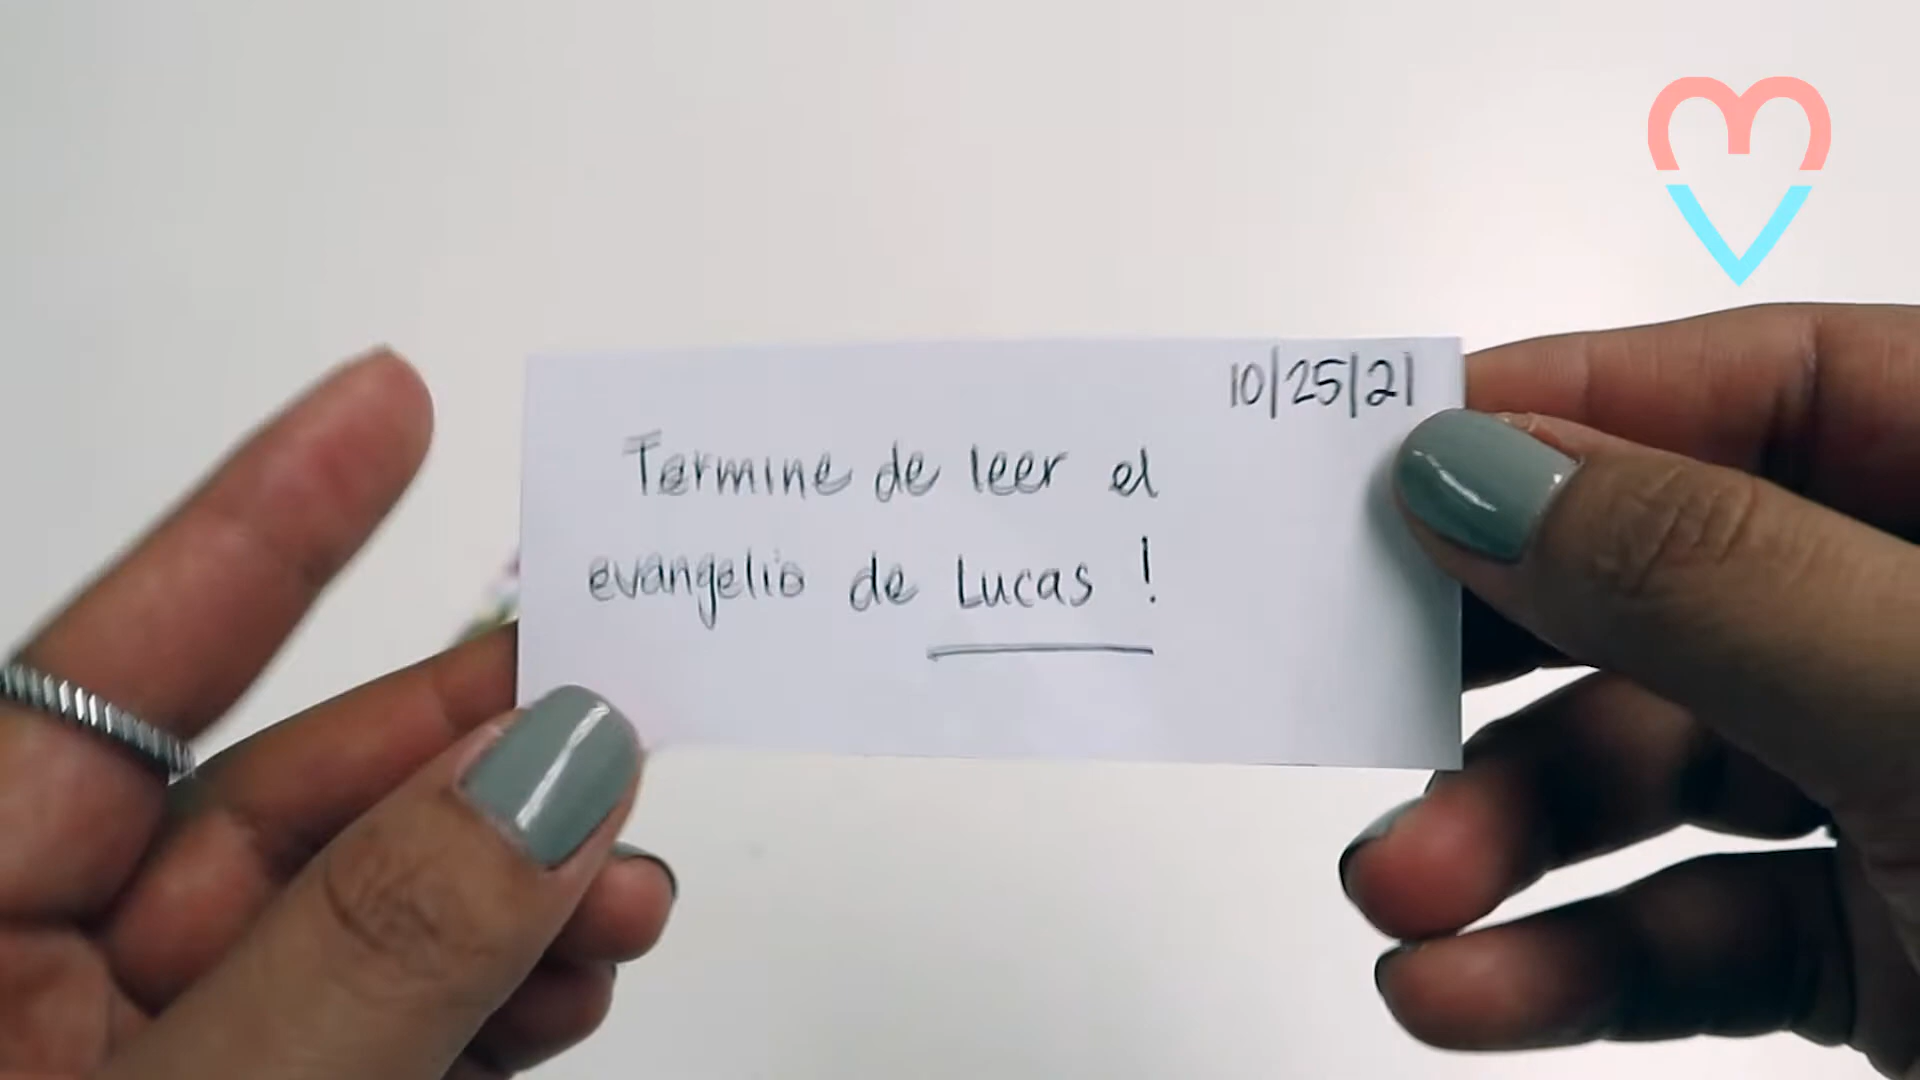 10/25/21
Termine de leer el
evangelio de Lucas !